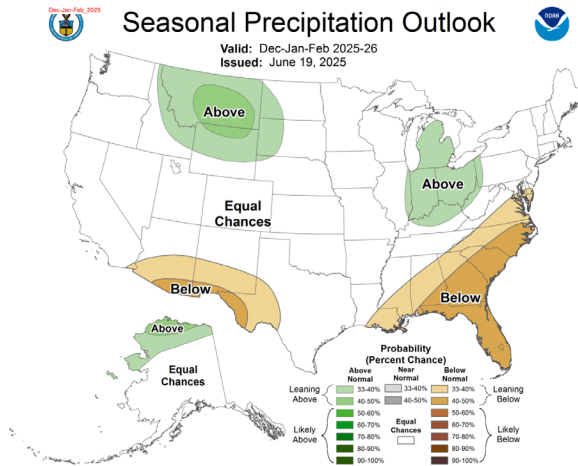 Dec-Jan-Feb_2025
NOAA
Seasonal Precipitation Outlook
Valid: Dec-Jan-Feb 2025-26
Issued: June 19, 2025
Above
Above
Equal
Chances
Below
Below
Above
Equal
Chances
Probability
(Percent Chance)
Above Normal
Near Normal
Below Normal
Leaning Above
33-40%
40-50%
Likely Above
50-60%
60-70%
70-80%
80-90%
90-100%
33-40%
40-50%
Equal Chances
33-40%
40-50%
Leaning Below
50-60%
60-70%
70-80%
80-90%
90-100%
Likely Below